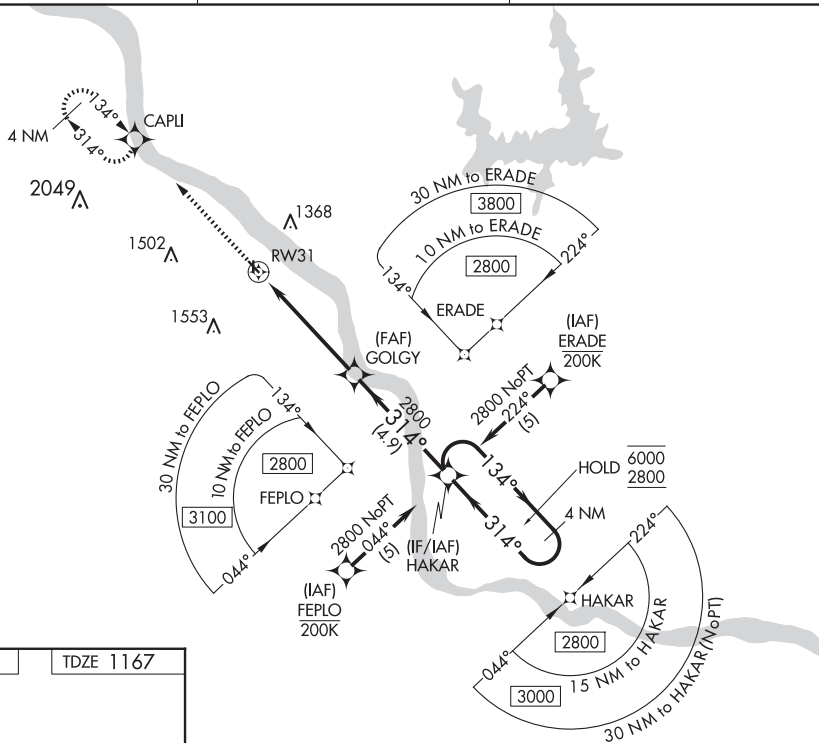 134°
CAPLI
4 NM
314°
2049
1368
1502
RW31
1553
30 NM to ERADE
3800
10 NM to ERADE
2800
134°
224°
ERADE
(FAF)
GOLGY
(IAF)
ERADE
200K
2800 NoPT
224°
(5)
2800
314°
(4.9)
30 NM to FEPLO
134°
10 NM to FEPLO
2800
FEPLO
3100
044°
134°
HOLD
6000
2800
4 NM
314°
2800 NoPT
044°
(5)
(IF/IAF)
HAKAR
(IAF)
FEPLO
200K
224°
HAKAR
2800
044°
15 NM to HAKAR
3000
30 NM to HAKAR(NoPT)
TDZE 1167